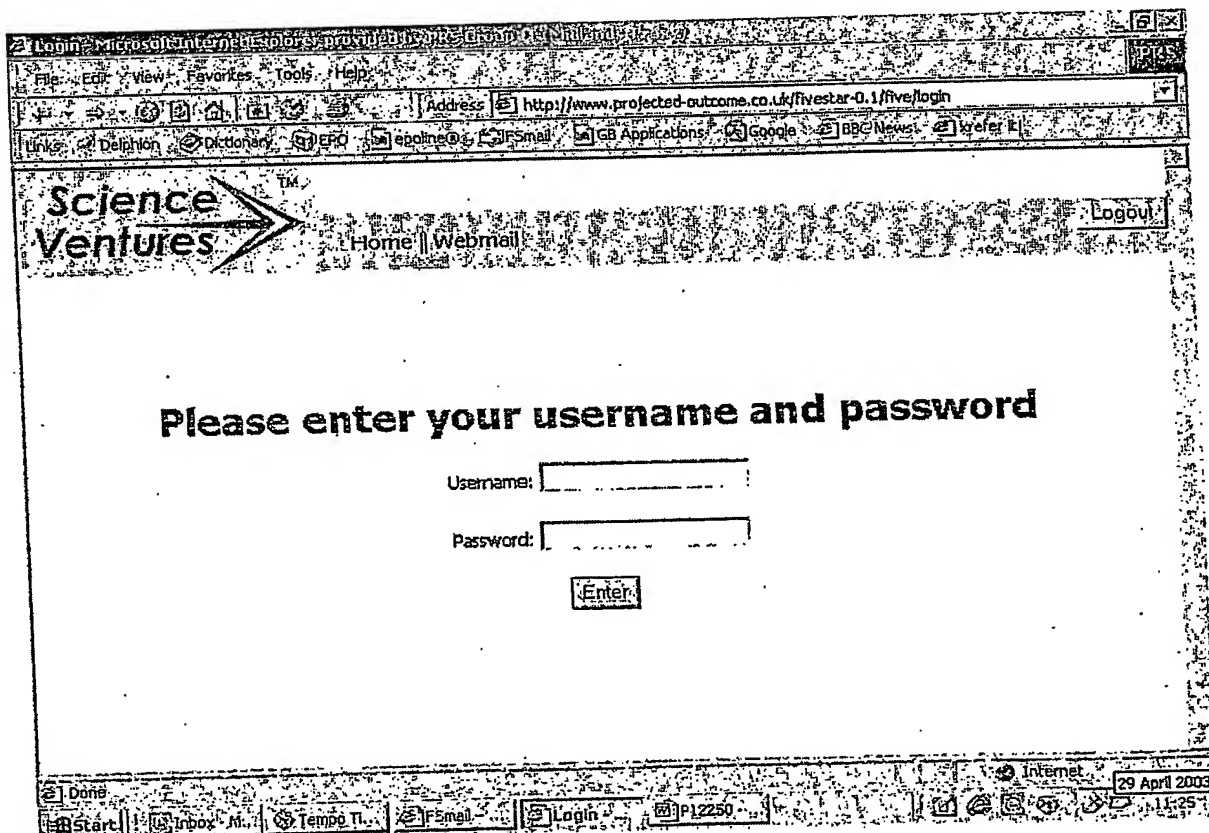 Login - Microsoft Internet Explorer provided by
File Edit View Favorites Tools Help
Address http://www.projected-outcome.co.uk/fivestar-0.1/five/login
Links Delphion Dictionary EPO epoline® FSmail GB Applications Google BBC News
Science Ventures TM
Home | Webmail
Logout
Please enter your username and password
Username:
Password:
Enter
Done
Internet
29 April 2003
Start Inbox - M... Tempo Ti... FSmail - ... Login - ... P12250 ... 11:25